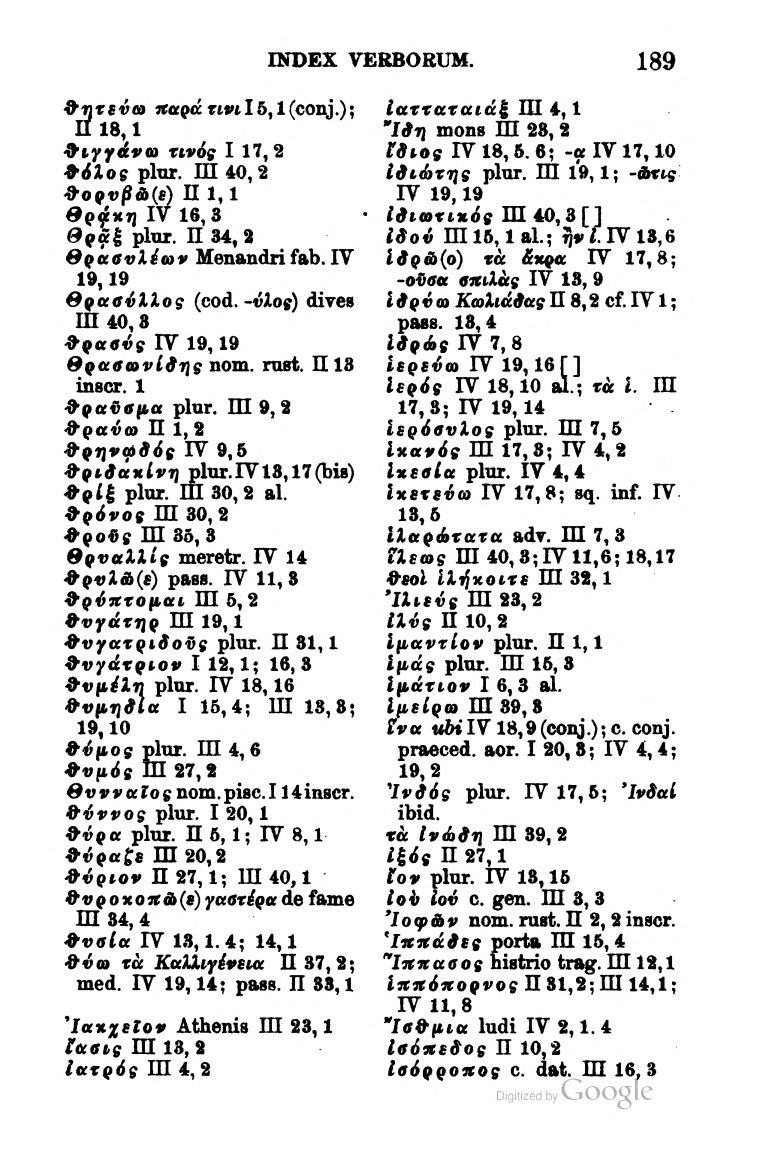 INDEX VERBORUM.
189
ϑητεύω παρά τινι I 5, 1 (conj.);
II 18, 1
ϑιγγάνω τινός I 17, 2
ϑόλος plur. III 40, 2
ϑορυβῶ(ε) II 1, 1
Θρᾴκη IV 16, 3
Θρᾷξ plur. II 34, 2
Θρασυλέων Menandri fab. IV
19, 19
Θρασύλλος (cod. -ύλος) dives
III 40, 3
ϑρασύς IV 19, 19
Θρασωνίδης nom. rust. II 13
inscr. 1
ϑραῦσμα plur. III 9, 2
ϑραύω II 1, 2
ϑρηνῳδός IV 9, 5
ϑριδακίνη plur. IV 13, 17 (bis)
ϑρίξ plur. III 30, 2 al.
ϑρόνος III 30, 2
ϑροῦς III 35, 3
Θρυαλλίς meretr. IV 14
ϑρυλῶ(ε) pass. IV 11, 3
ϑρύπτομαι III 5, 2
ϑυγάτηρ III 19, 1
ϑυγατριδοῦς plur. II 31, 1
ϑυγάτριον I 12, 1; 16, 3
ϑυμέλη plur. IV 18, 16
ϑυμηδία I 15, 4; III 13, 3;
19, 10
ϑύμος plur. III 4, 6
ϑυμός III 27, 2
Θυνναῖος nom. pisc. I 14 inscr.
ϑύννος plur. I 20, 1
ϑύρα plur. II 5, 1; IV 8, 1
ϑύραζε III 20, 2
ϑύριον II 27, 1; III 40, 1
ϑυροκοπῶ(ε) γαστέρα de fame
III 34, 4
ϑυσία IV 13, 1. 4; 14, 1
ϑύω τὰ Καλλιγένεια II 37, 2;
med. IV 19, 14; pass. II 33, 1
Ἰακχεῖον Athenis III 23, 1
ἴασις III 13, 2
ἰατρός III 4, 2
ἰατταταιάξ III 4, 1
Ἴδη mons III 23, 2
ἴδιος IV 18, 5. 6; -ᾳ IV 17, 10
ἰδιώτης plur. III 19, 1; -ῶτις
IV 19, 19
ἰδιωτικός III 40, 3 [ ]
ἰδού III 15, 1 al.; ἢν ἰ. IV 13, 6
ἱδρῶ(ο) τὰ ἄκρα IV 17, 8;
-οῦσα σπιλὰς IV 13, 9
ἱδρύω Κωλιάδας II 8, 2 cf. IV 1;
pass. 13, 4
ἱδρώς IV 7, 8
ἱερεύω IV 19, 16 [ ]
ἱερός IV 18, 10 al.; τὰ ἱ. III
17, 3; IV 19, 14
ἱερόσυλος plur. III 7, 5
ἱκανός III 17, 3; IV 4, 2
ἱκεσία plur. IV 4, 4
ἱκετεύω IV 17, 8; sq. inf. IV
13, 5
ἱλαρώτατα adv. III 7, 3
ἵλεως III 40, 3; IV 11, 6; 18, 17
ϑεοὶ ἱλήκοιτε III 32, 1
Ἰλιεύς III 23, 2
ἰλύς II 10, 2
ἱμαντίον plur. II 1, 1
ἱμάς plur. III 15, 3
ἱμάτιον I 6, 3 al.
ἱμείρω III 39, 3
ἵνα ubi IV 18, 9 (conj.); c. conj.
praeced. aor. I 20, 3; IV 4, 4;
19, 2
Ἰνδός plur. IV 17, 5; Ἰνδαί
ibid.
τὰ ἰνώδη III 39, 2
ἰξός II 27, 1
ἴον plur. IV 13, 15
ἰοὺ ἰού c. gen. III 3, 3
Ἰοφῶν nom. rust. II 2, 2 inscr.
Ἱππάδες porta III 15, 4
Ἵππασος histrio trag. III 12, 1
ἱππόπορνος II 31, 2; III 14, 1;
IV 11, 8
Ἴσϑμια ludi IV 2, 1. 4
ἰσόπεδος II 10, 2
ἰσόρροπος c. dat. III 16, 3
Digitized by Google